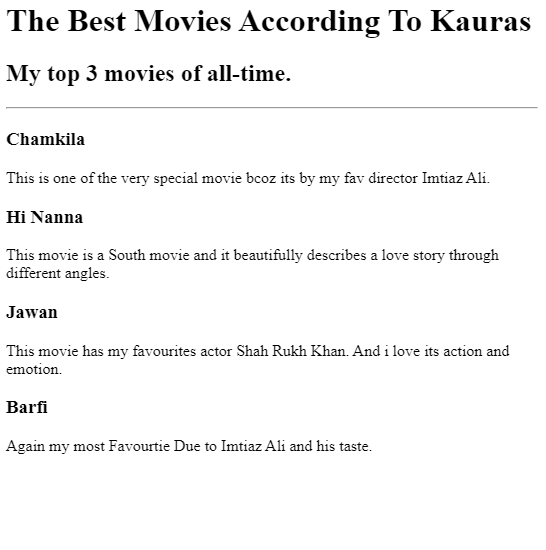 The Best Movies According To Kauras
My top 3 movies of all-time.
Chamkila
This is one of the very special movie bcoz its by my fav director Imtiaz Ali.
Hi Nanna
This movie is a South movie and it beautifully describes a love story through
different angles.
Jawan
This movie has my favourites actor Shah Rukh Khan. And i love its action and
emotion.
Barfi
Again my most Favourtie Due to Imtiaz Ali and his taste.